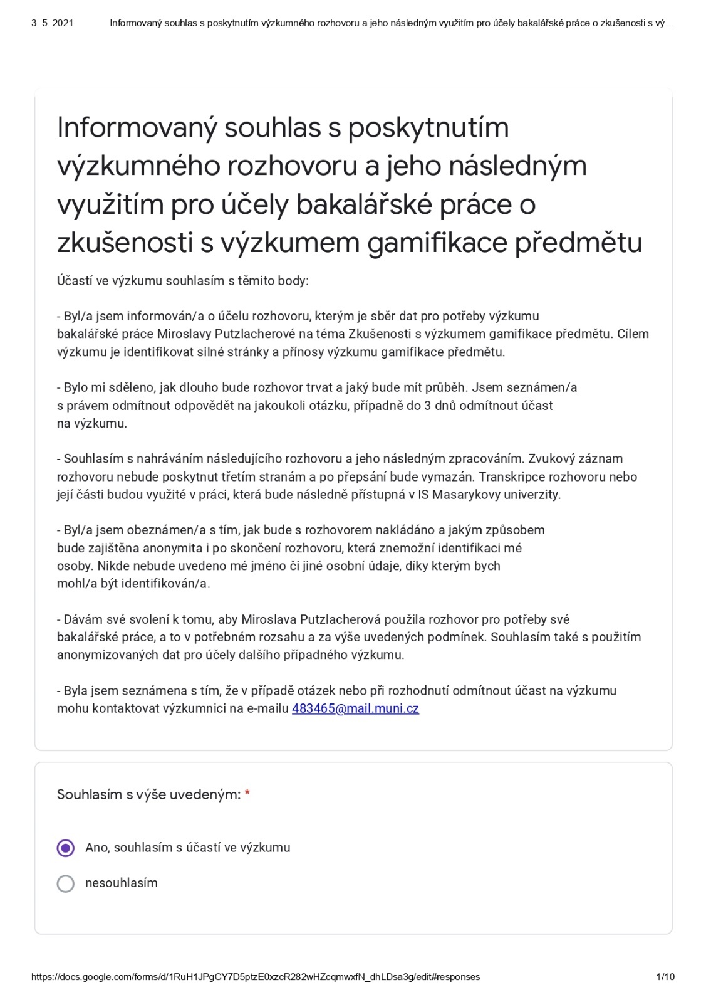 3. 5. 2021 Informovaný souhlas s poskytnutím výzkumného rozhovoru a jeho následným využitím pro účely bakalářské práce o zkušenosti s vý…
Informovaný souhlas s poskytnutím
výzkumného rozhovoru a jeho následným
využitím pro účely bakalářské práce o
zkušenosti s výzkumem gamifikace předmětu
Účastí ve výzkumu souhlasím s těmito body:
- Byl/a jsem informován/a o účelu rozhovoru, kterým je sběr dat pro potřeby výzkumu
bakalářské práce Miroslavy Putzlacherové na téma Zkušenosti s výzkumem gamifikace předmětu. Cílem
výzkumu je identifikovat silné stránky a přínosy výzkumu gamifikace předmětu.
- Bylo mi sděleno, jak dlouho bude rozhovor trvat a jaký bude mít průběh. Jsem seznámen/a
s právem odmítnout odpovědět na jakoukoli otázku, případně do 3 dnů odmítnout účast
na výzkumu.
- Souhlasím s nahráváním následujícího rozhovoru a jeho následným zpracováním. Zvukový záznam
rozhovoru nebude poskytnut třetím stranám a po přepsání bude vymazán. Transkripce rozhovoru nebo
její části budou využité v práci, která bude následně přístupná v IS Masarykovy univerzity.
- Byl/a jsem obeznámen/a s tím, jak bude s rozhovorem nakládáno a jakým způsobem
bude zajištěna anonymita i po skončení rozhovoru, která znemožní identifikaci mé
osoby. Nikde nebude uvedeno mé jméno či jiné osobní údaje, díky kterým bych
mohl/a být identifikován/a.
- Dávám své svolení k tomu, aby Miroslava Putzlacherová použila rozhovor pro potřeby své
bakalářské práce, a to v potřebném rozsahu a za výše uvedených podmínek. Souhlasím také s použitím
anonymizovaných dat pro účely dalšího případného výzkumu.
- Byla jsem seznámena s tím, že v případě otázek nebo při rozhodnutí odmítnout účast na výzkumu
mohu kontaktovat výzkumnici na e-mailu 483465@mail.muni.cz
Souhlasím s výše uvedeným: *
Ano, souhlasím s účastí ve výzkumu
nesouhlasím
https://docs.google.com/forms/d/1RuH1JPgCY7D5ptzE0xzcR282wHZcqmwxfN_dhLDsa3g/edit#responses 1/10